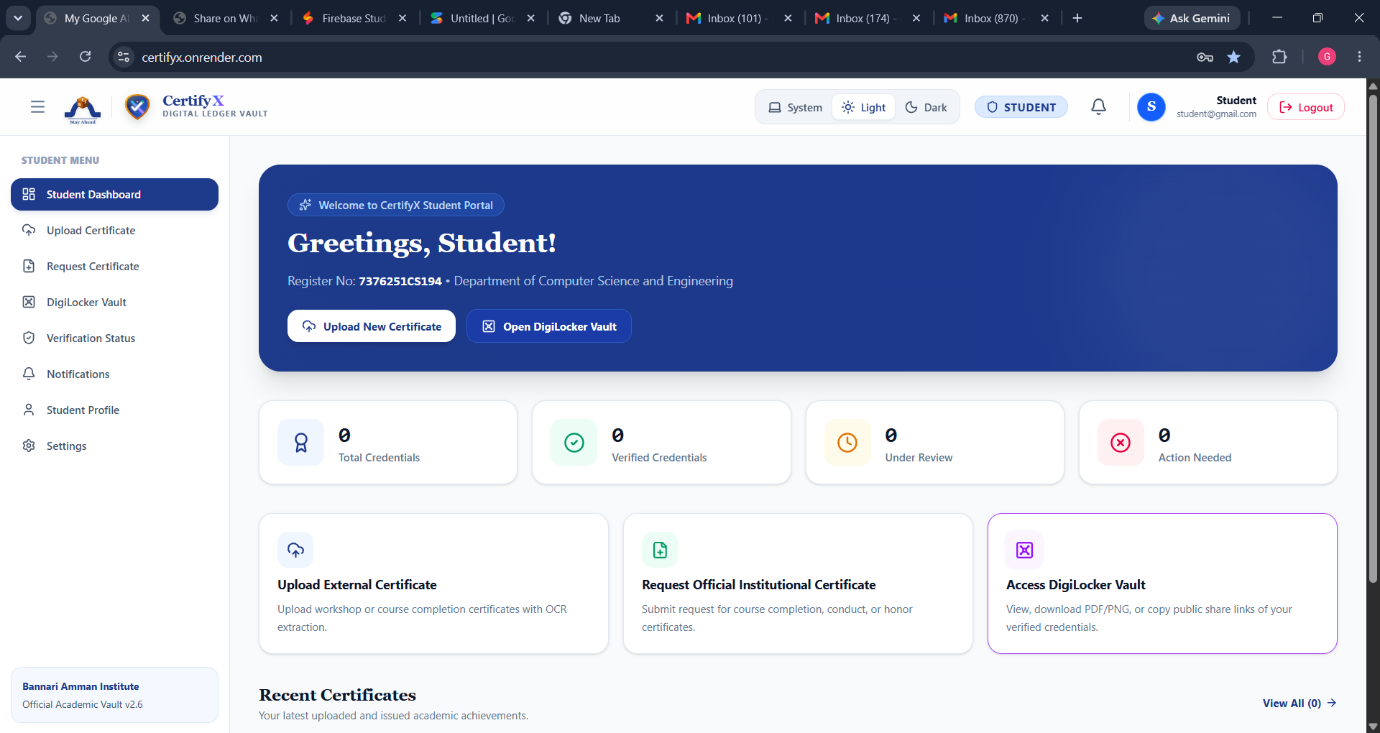 My Google AI
Share on Wha
Firebase Stud
Untitled | Goo
New Tab
Inbox (101) -
Inbox (174) -
Inbox (870) -
Ask Gemini
certifyx.onrender.com
G
Stay Ahead
CertifyX
DIGITAL LEDGER VAULT
System
Light
Dark
STUDENT
S
Student
student@gmail.com
Logout
STUDENT MENU
Student Dashboard
Upload Certificate
Request Certificate
DigiLocker Vault
Verification Status
Notifications
Student Profile
Settings
Bannari Amman Institute
Official Academic Vault v2.6
Welcome to CertifyX Student Portal
Greetings, Student!
Register No: 7376251CS194 • Department of Computer Science and Engineering
Upload New Certificate
Open DigiLocker Vault
0
Total Credentials
0
Verified Credentials
0
Under Review
0
Action Needed
Upload External Certificate
Upload workshop or course completion certificates with OCR
extraction.
Request Official Institutional Certificate
Submit request for course completion, conduct, or honor
certificates.
Access DigiLocker Vault
View, download PDF/PNG, or copy public share links of your
verified credentials.
Recent Certificates
Your latest uploaded and issued academic achievements.
View All (0)